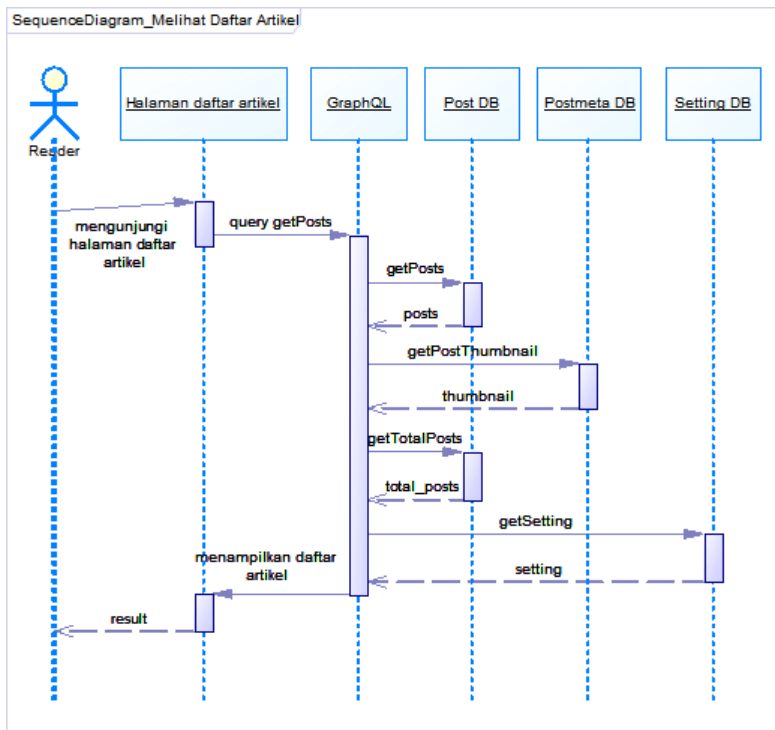 SequenceDiagram_Melihat Daftar Artikel
Halaman daftar artikel
GraphQL
Post DB
Postmeta DB
Setting DB
Reader
mengunjungi
halaman daftar
artikel
query getPosts
getPosts
posts
getPostThumbnail
thumbnail
getTotalPosts
total_posts
getSetting
setting
menampilkan daftar
artikel
result